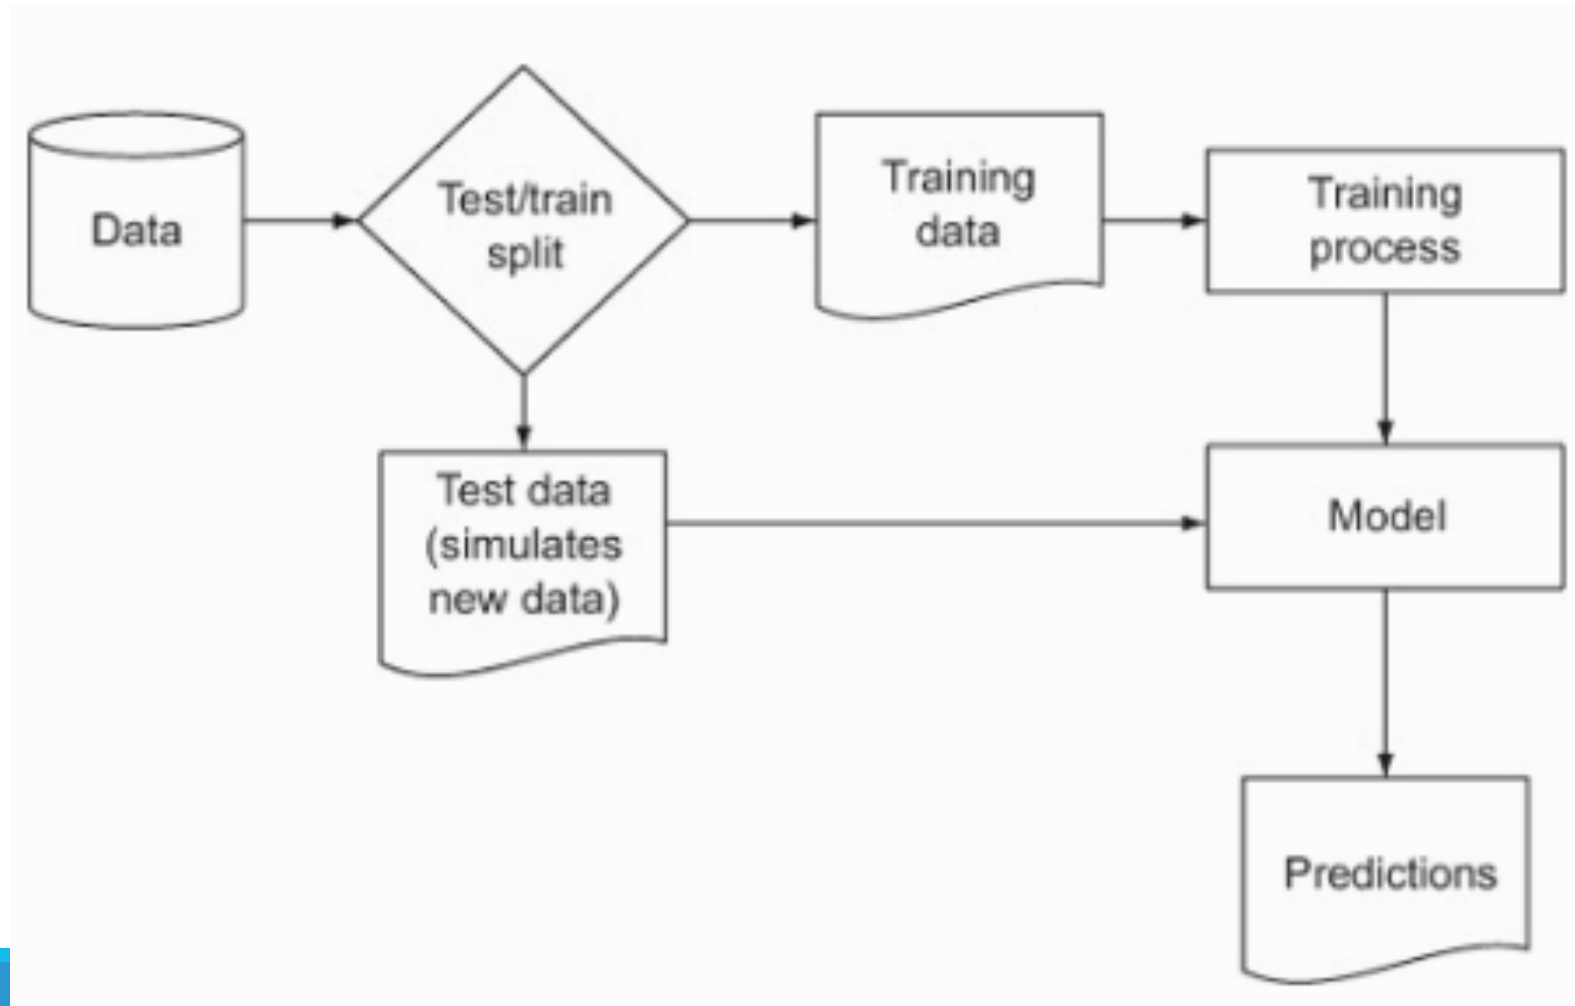 Data
Test/train
split
Training
data
Training
process
Test data
(simulates
new data)
Model
Predictions